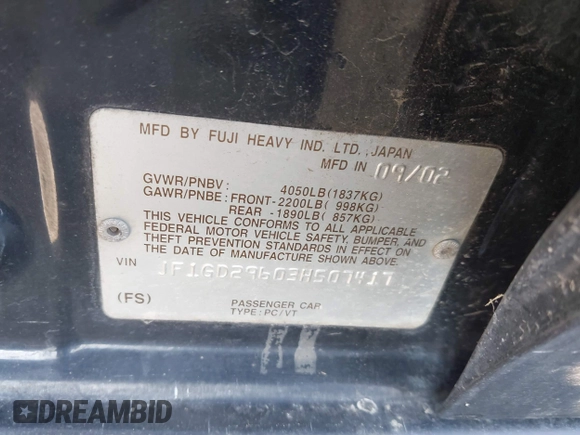 MFD BY FUJI HEAVY IND. LTD., JAPAN
MFD IN 09/02
GVWR/PNBV: 4050LB(1837KG)
GAWR/PNBE: FRONT-2200LB( 998KG)
REAR -1890LB( 857KG)
THIS VEHICLE CONFORMS TO ALL APPLICABLE
FEDERAL MOTOR VEHICLE SAFETY, BUMPER, AND
THEFT PREVENTION STANDARDS IN EFFECT ON
THE DATE OF MANUFACTURE SHOWN ABOVE.
VIN
(FS)
PASSENGER CAR
TYPE: PC/VT
DREAMBID